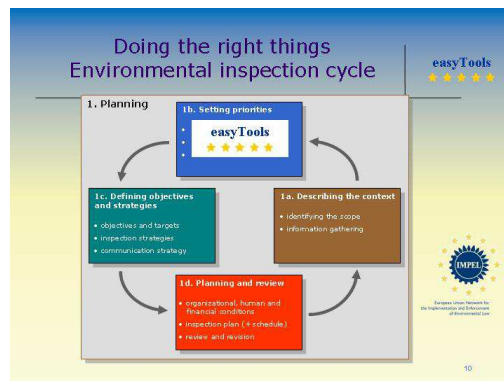 Doing the right things
Environmental inspection cycle
easyTools
1. Planning
1b. Setting priorities
easyTools
1c. Defining objectives
and strategies
• objectives and targets
• inspection strategies
• communication strategy
1a. Describing the context
• identifying the scope
• information gathering
1d. Planning and review
• organizational, human and
financial conditions
• inspection plan (+ schedule)
• review and revision
IMPEL
European Union Network for
the Implementation and Enforcement
of Environmental Law
10